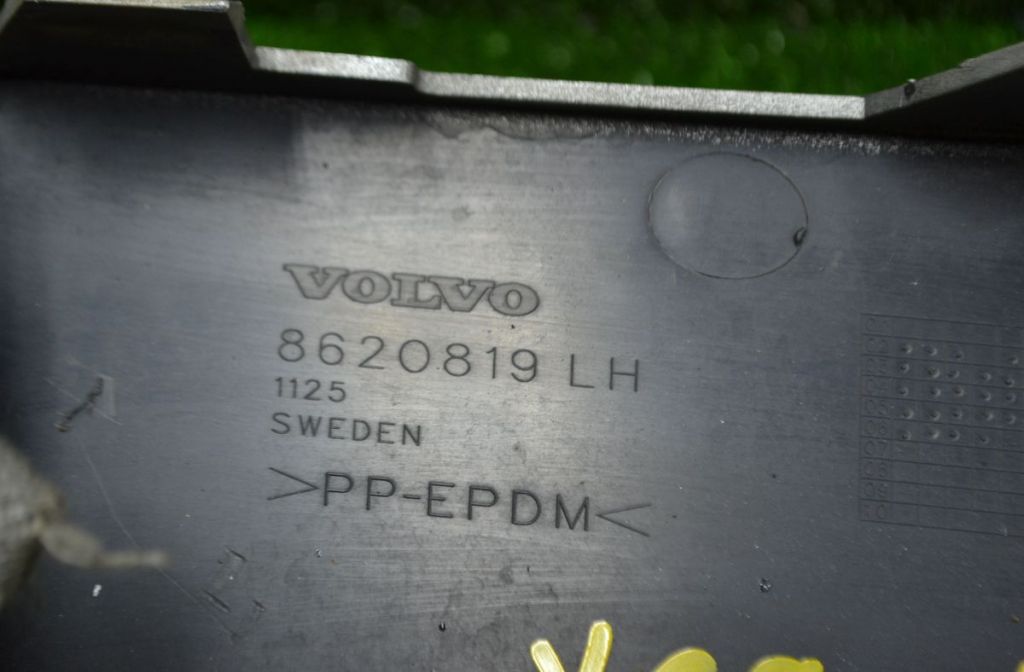 VOLVO
8620819 LH
1125
SWEDEN
>PP-EPDM<